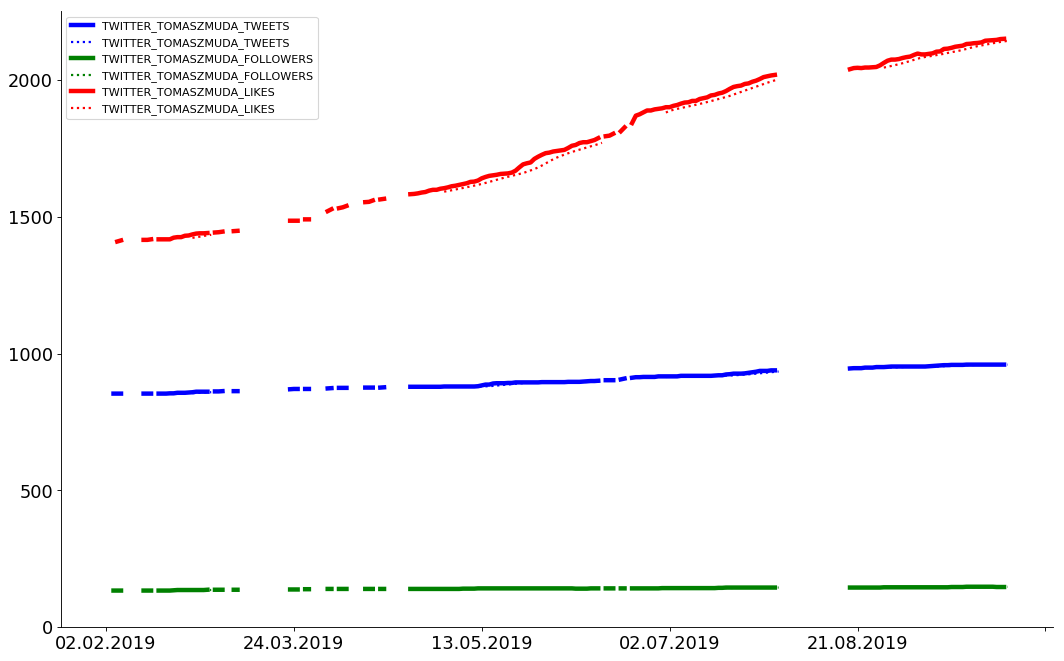 TWITTER_TOMASZMUDA_TWEETS
TWITTER_TOMASZMUDA_TWEETS
TWITTER_TOMASZMUDA_FOLLOWERS
TWITTER_TOMASZMUDA_FOLLOWERS
TWITTER_TOMASZMUDA_LIKES
TWITTER_TOMASZMUDA_LIKES
2000
1500
1000
500
0
02.02.2019 24.03.2019 13.05.2019 02.07.2019 21.08.2019